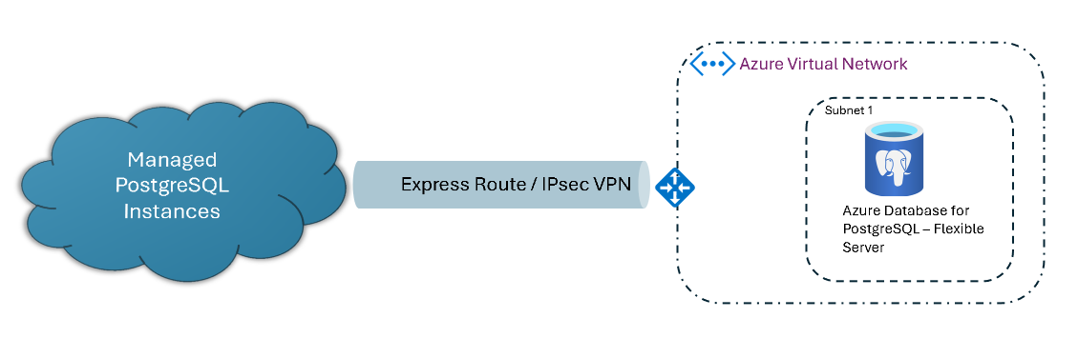 Azure Virtual Network
Subnet 1
Managed
PostgreSQL
Instances
Express Route / IPsec VPN
Azure Database for
PostgreSQL – Flexible
Server